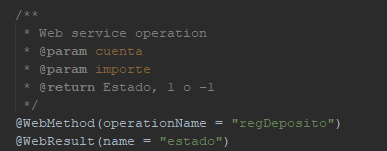 /**
* Web service operation
* @param cuenta
* @param importe
* @return Estado, 1 o -1
*/
@WebMethod(operationName = "regDeposito")
@WebResult(name = "estado")